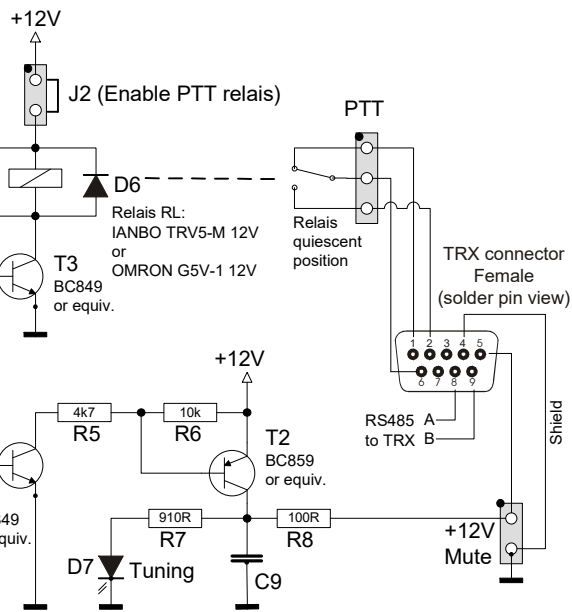 +12V
J2 (Enable PTT relais)
PTT
D6
Relais RL:
IANBO TRV5-M 12V
or
OMRON G5V-1 12V
Relais
quiescent
position
T3
BC849
or equiv.
TRX connector
Female
(solder pin view)
1 2 3 4 5
6 7 8 9
RS485 A
to TRX B
Shield
+12V
4k7
R5
10k
R6
T2
BC859
or equiv.
49
quiv.
910R
R7
100R
R8
+12V
Mute
D7
Tuning
C9